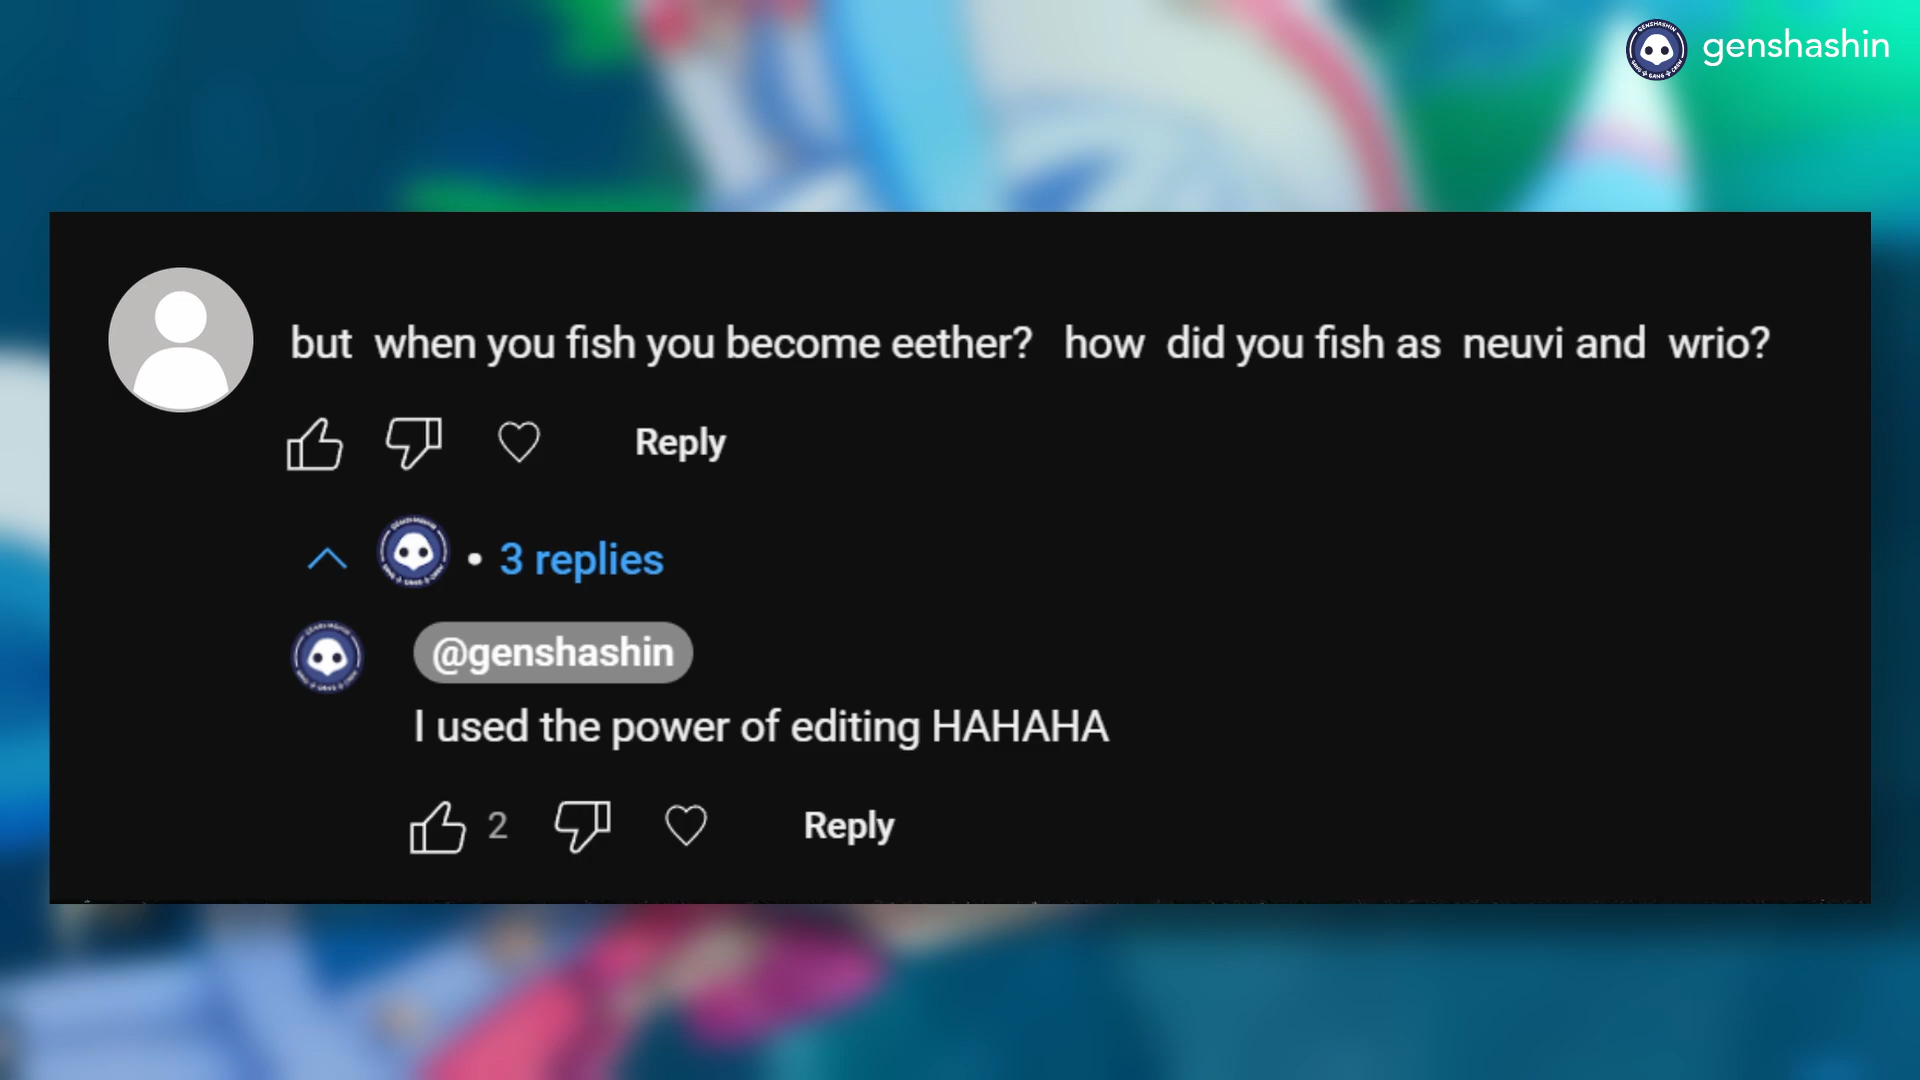 genshashin
but when you fish you become eether? how did you fish as neuvi and wrio?
Reply
• 3 replies
@genshashin
I used the power of editing HAHAHA
2
Reply